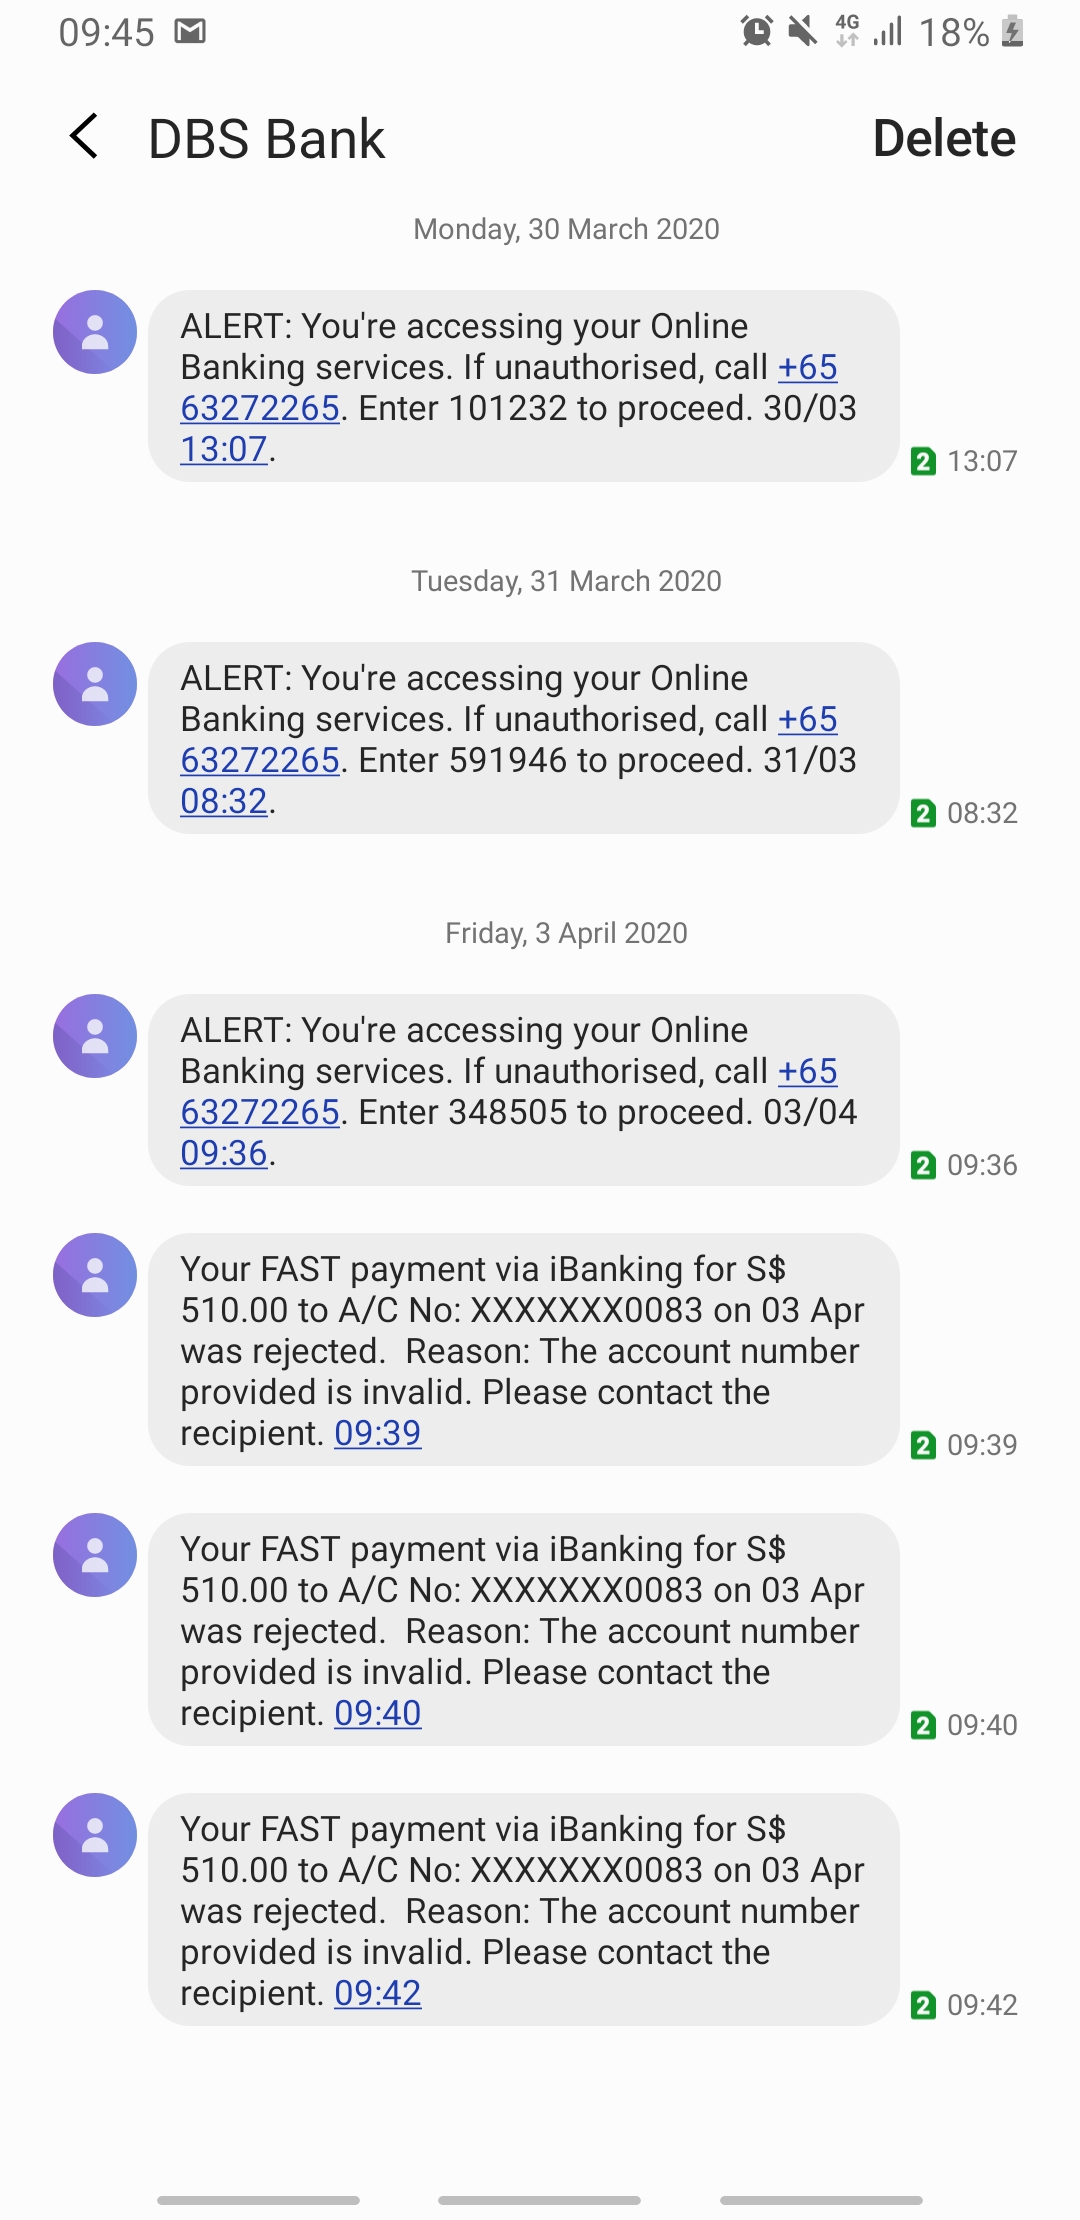 09:45 4G 18%
DBS Bank Delete
Monday, 30 March 2020
ALERT: You're accessing your Online
Banking services. If unauthorised, call +65
63272265. Enter 101232 to proceed. 30/03
13:07.
2 13:07
Tuesday, 31 March 2020
ALERT: You're accessing your Online
Banking services. If unauthorised, call +65
63272265. Enter 591946 to proceed. 31/03
08:32.
2 08:32
Friday, 3 April 2020
ALERT: You're accessing your Online
Banking services. If unauthorised, call +65
63272265. Enter 348505 to proceed. 03/04
09:36.
2 09:36
Your FAST payment via iBanking for S$
510.00 to A/C No: XXXXXXX0083 on 03 Apr
was rejected.  Reason: The account number
provided is invalid. Please contact the
recipient. 09:39
2 09:39
Your FAST payment via iBanking for S$
510.00 to A/C No: XXXXXXX0083 on 03 Apr
was rejected.  Reason: The account number
provided is invalid. Please contact the
recipient. 09:40
2 09:40
Your FAST payment via iBanking for S$
510.00 to A/C No: XXXXXXX0083 on 03 Apr
was rejected.  Reason: The account number
provided is invalid. Please contact the
recipient. 09:42
2 09:42